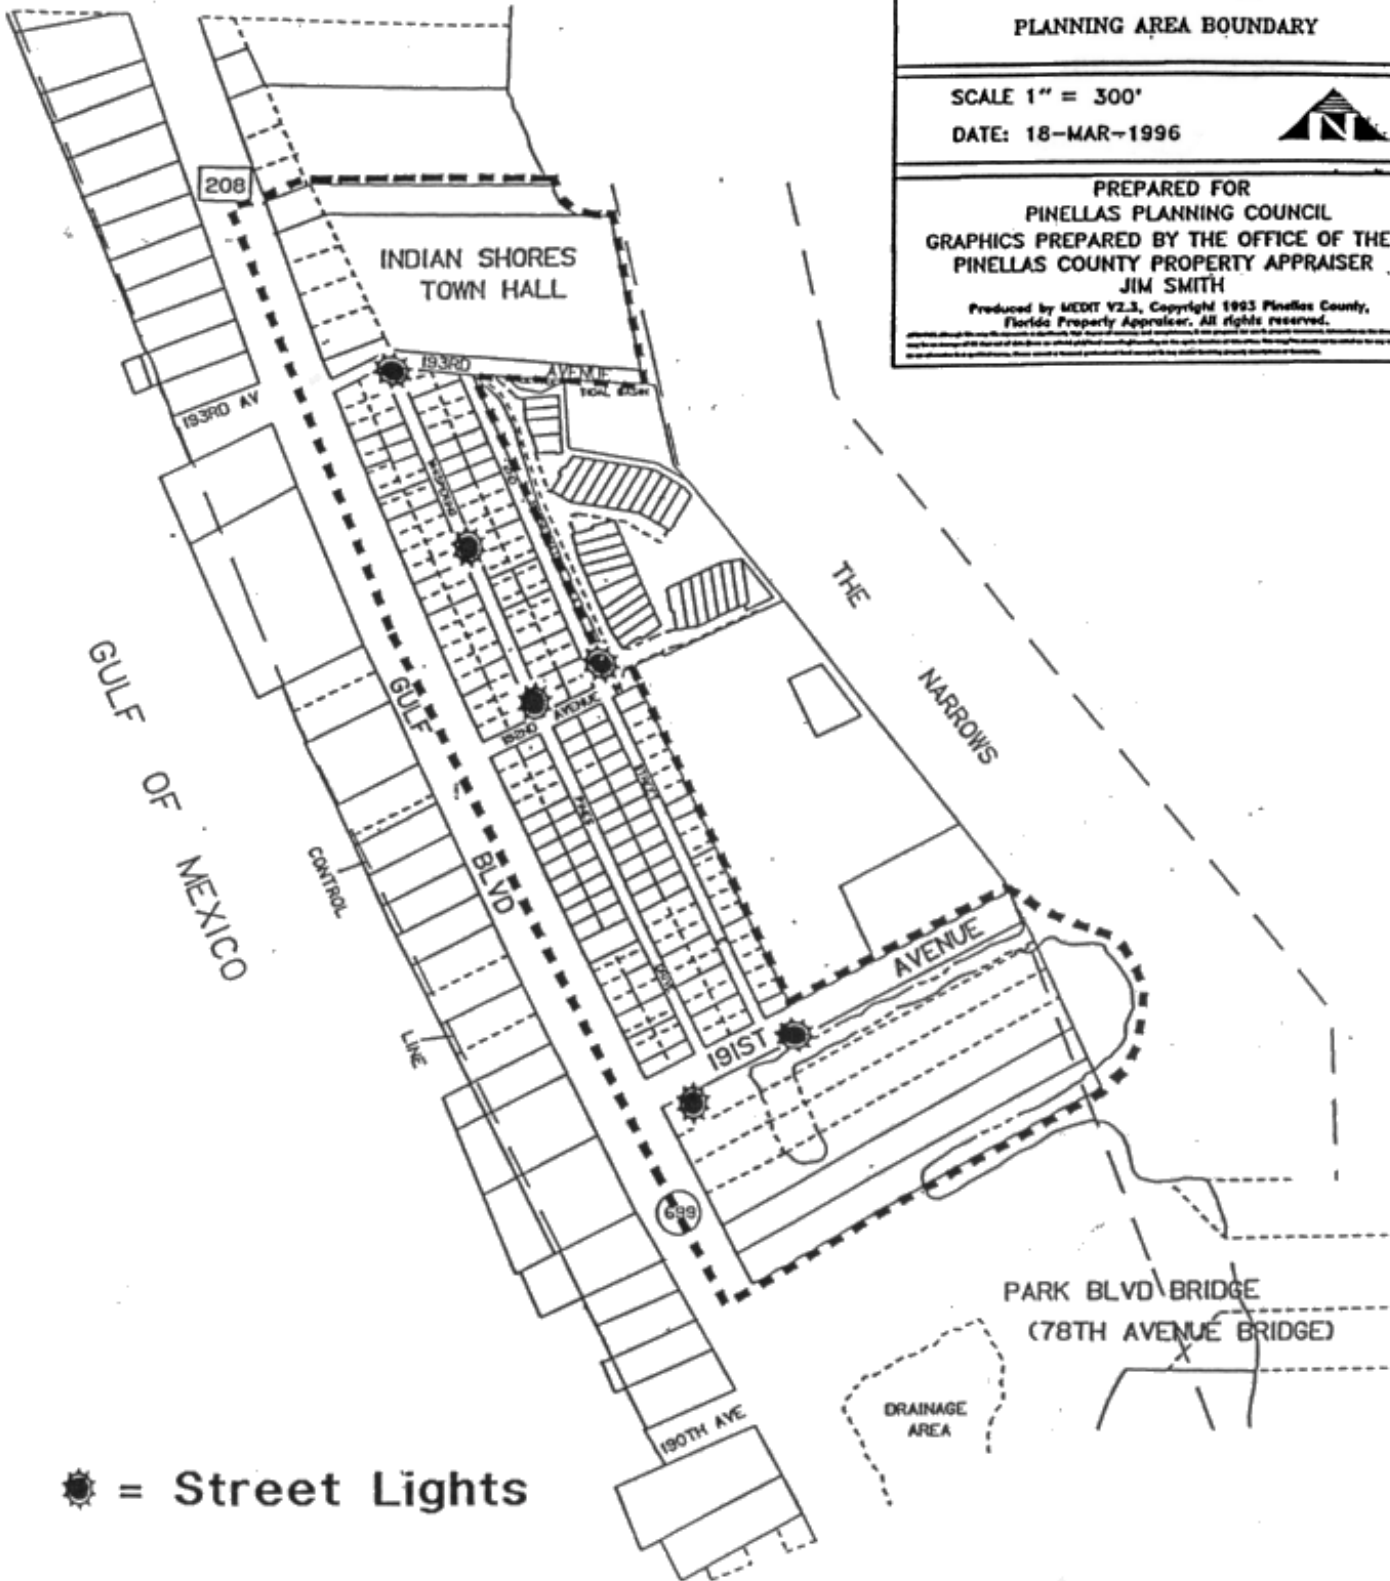 PLANNING AREA BOUNDARY
SCALE 1" = 300'
DATE: 18-MAR-1996
N
PREPARED FOR
PINELLAS PLANNING COUNCIL
GRAPHICS PREPARED BY THE OFFICE OF THE
PINELLAS COUNTY PROPERTY APPRAISER
JIM SMITH
Produced by MEDIT V2.3, Copyright 1993 Pinellas County,
Florida Property Appraiser. All rights reserved.
208
INDIAN SHORES
TOWN HALL
193RD AVENUE
193RD AV
THE
NARROWS
GULF
OF
MEXICO
GULF
BLVD
192ND AVENUE
CONTROL
LINE
191ST
AVENUE
699
PARK BLVD BRIDGE
(78TH AVENUE BRIDGE)
DRAINAGE
AREA
190TH AVE
= Street Lights